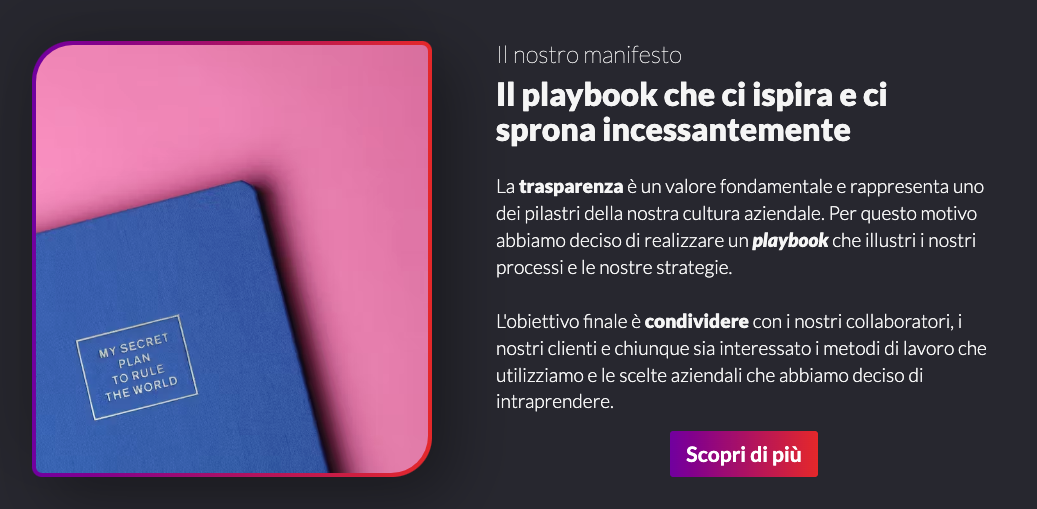 Il nostro manifesto
Il playbook che ci ispira e ci
sprona incessantemente
La trasparenza è un valore fondamentale e rappresenta uno
dei pilastri della nostra cultura aziendale. Per questo motivo
abbiamo deciso di realizzare un playbook che illustri i nostri
processi e le nostre strategie.
L'obiettivo finale è condividere con i nostri collaboratori, i
nostri clienti e chiunque sia interessato i metodi di lavoro che
utilizziamo e le scelte aziendali che abbiamo deciso di
intraprendere.
Scopri di più
MY SECRET
PLAN
TO RULE
THE WORLD